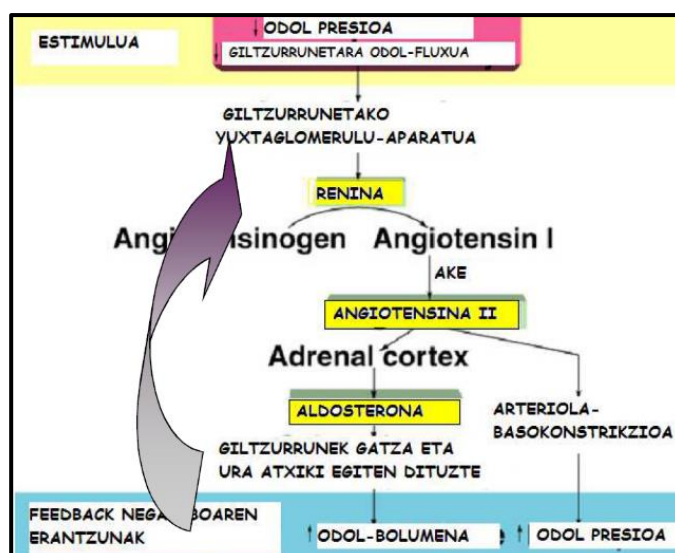 ↓ ODOL PRESIOA
ESTIMULUA
↓ GILTZURRUNETARA ODOL-FLUXUA
GILTZURRUNETAKO
YUXTAGLOMERULU-APARATUA
RENINA
Angiotensin I
AKE
ANGIOTENSINA II
Adrenal cortex
ALDOSTERONA
ARTERIOLA-
BASOKONSTRIKZIOA
GILTZURRUNEK GATZA ETA
URA ATXIKI EGITEN DITUZTE
FEEDBACK
ERANTZUNAK
↑ ODOL-BOLUMENA
↑ ODOL PRESIOA